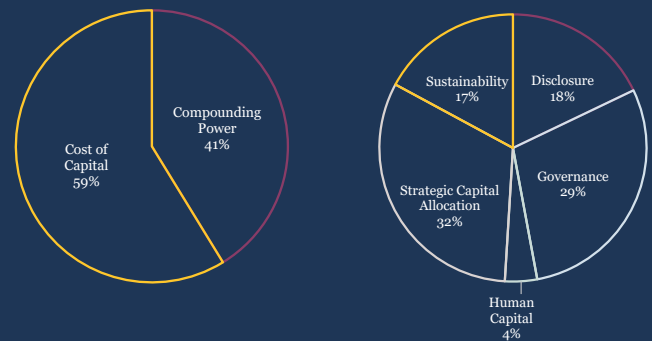 Compounding
Power
41%
Cost of
Capital
59%
Disclosure
18%
Governance
29%
Human
Capital
4%
Strategic Capital
Allocation
32%
Sustainability
17%